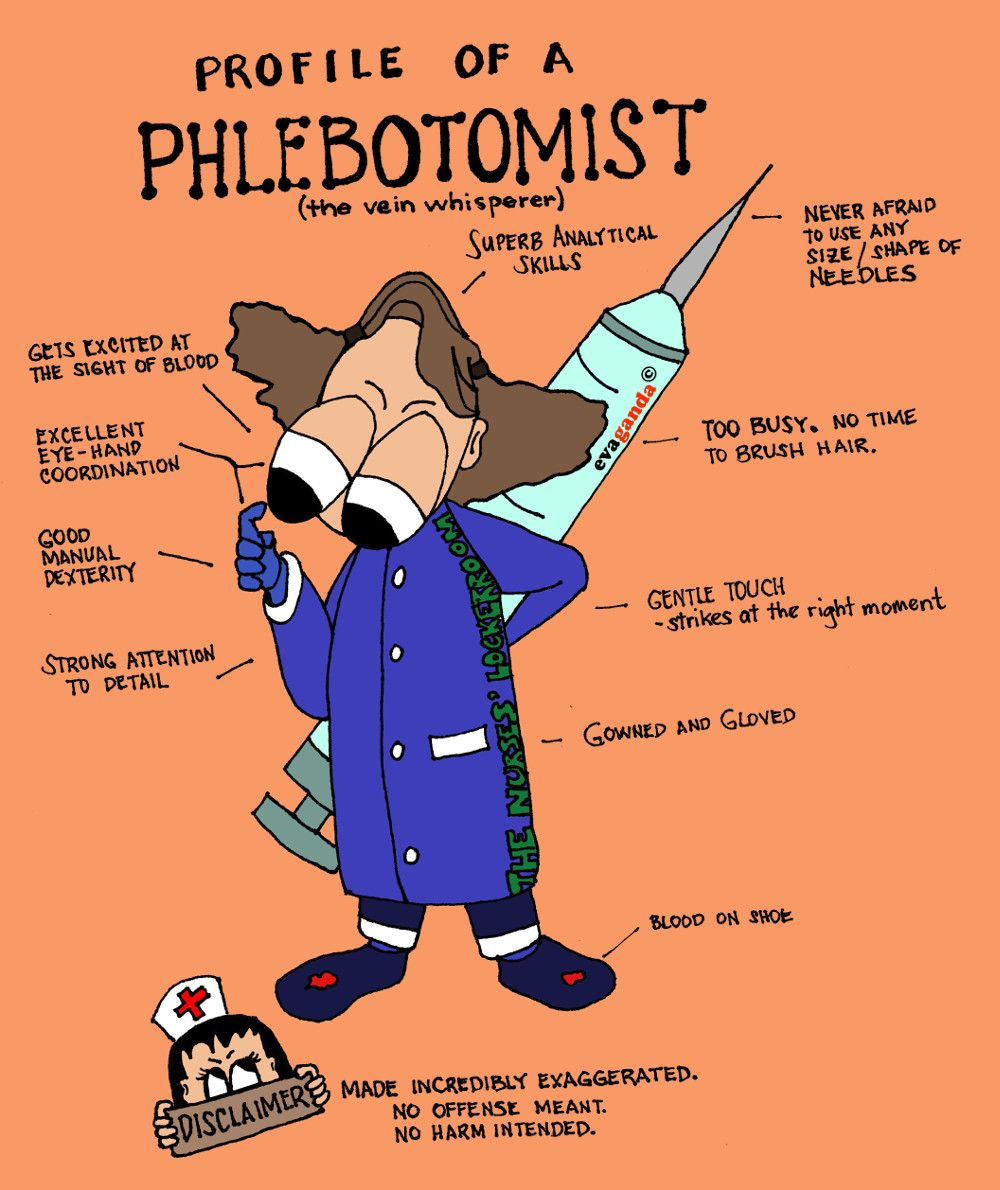 PROFILE OF A
PHLEBOTOMIST
(the vein whisperer)
SUPERB ANALYTICAL
SKILLS
NEVER AFRAID
TO USE ANY
SIZE/SHAPE OF
NEEDLES
GETS EXCITED AT
THE SIGHT OF BLOOD
EXCELLENT
EYE-HAND
COORDINATION
evaganda ©
TOO BUSY. NO TIME
TO BRUSH HAIR.
GOOD
MANUAL
DEXTERITY
GENTLE TOUCH
-strikes at the right moment
STRONG ATTENTION
TO DETAIL
THE NURSES' LOCKERROOM
GOWNED AND GLOVED
BLOOD ON SHOE
DISCLAIMER
MADE INCREDIBLY EXAGGERATED.
NO OFFENSE MEANT.
NO HARM INTENDED.